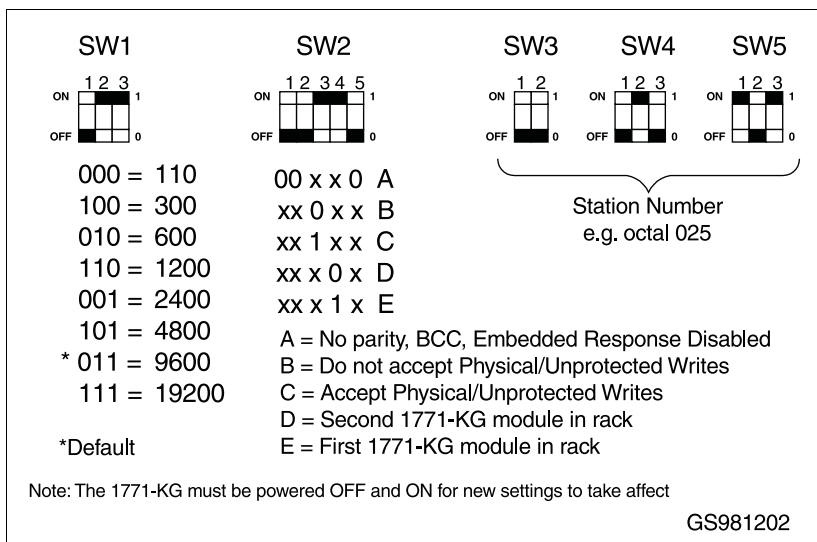 SW1 SW2 SW3 SW4 SW5
1 2 3 1 2 3 4 5 1 2 1 2 3 1 2 3
ON 1 ON 1 ON 1 ON 1 ON 1
OFF 0 OFF 0 OFF 0 OFF 0 OFF 0
000 = 110
100 = 300
010 = 600
110 = 1200
001 = 2400
101 = 4800
* 011 = 9600
111 = 19200
*Default
00 x x 0 A
xx 0 x x B
xx 1 x x C
xx x 0 x D
xx x 1 x E
A = No parity, BCC, Embedded Response Disabled
B = Do not accept Physical/Unprotected Writes
C = Accept Physical/Unprotected Writes
D = Second 1771-KG module in rack
E = First 1771-KG module in rack
Station Number
e.g. octal 025
Note: The 1771-KG must be powered OFF and ON for new settings to take affect
GS981202